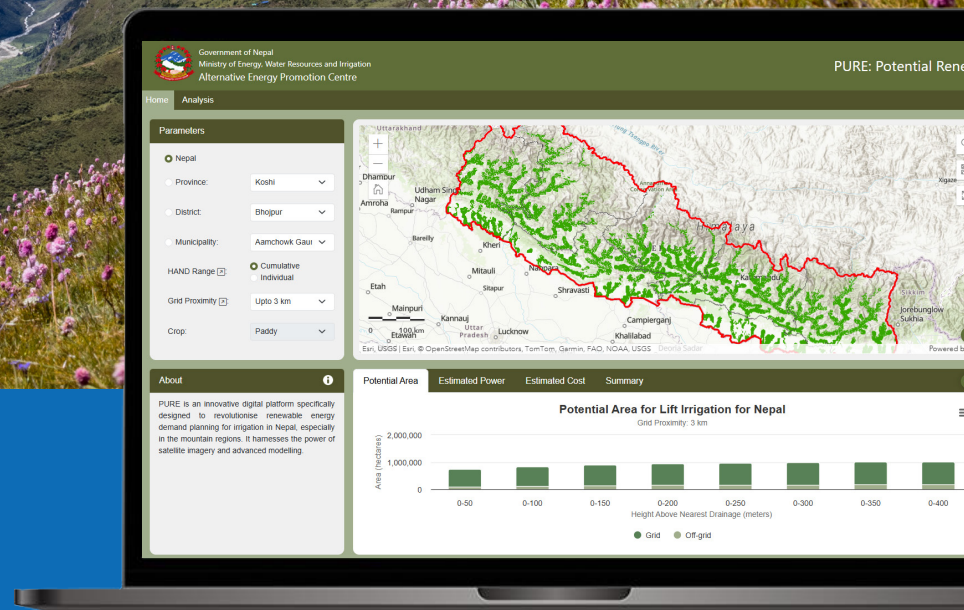 Government of Nepal
Ministry of Energy, Water Resources and Irrigation
Alternative Energy Promotion Centre
PURE: Potential Rene
Home Analysis
Parameters
Nepal
Province: Koshi
District: Bhojpur
Municipality: Aamchowk Gaui
HAND Range Cumulative
Individual
Grid Proximity Upto 3 km
Crop: Paddy
Uttarakhand
Dhampur
Udham Singh
Nagar
Amroha
Rampur
Bareilly
Kheri
Mitauli
Nanpara
Etah
Sitapur
Shravasti
Mainpuri
Kannauj
Uttar
Pradesh
Lucknow
0 100 km
Etawah
Campierganj
Khalilabad
Deoria Sadar
Himalaya
Kathmandu
Xigaze
Sikkim
Jorebunglow
Sukhia
Esri, USGS | Esri, © OpenStreetMap contributors, TomTom, Garmin, FAO, NOAA, USGS
Powered b
About
PURE is an innovative digital platform specifically
designed to revolutionise renewable energy
demand planning for irrigation in Nepal, especially
in the mountain regions. It harnesses the power of
satellite imagery and advanced modelling.
Potential Area Estimated Power Estimated Cost Summary
Potential Area for Lift Irrigation for Nepal
Grid Proximity: 3 km
Area (hectares)
2,000,000
1,000,000
0
0-50 0-100 0-150 0-200 0-250 0-300 0-350 0-400
Height Above Nearest Drainage (meters)
Grid Off-grid